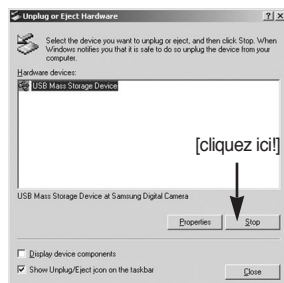 Unplug or Eject Hardware
Select the device you want to unplug or eject, and then click Stop. When
Windows notifies you that it is safe to do so unplug the device from your
computer.
Hardware devices:
USB Mass Storage Device
[cliquez ici!]
USB Mass Storage Device at Samsung Digital Camera
Properties
Stop
Display device components
Show Unplug/Eject icon on the taskbar
Close